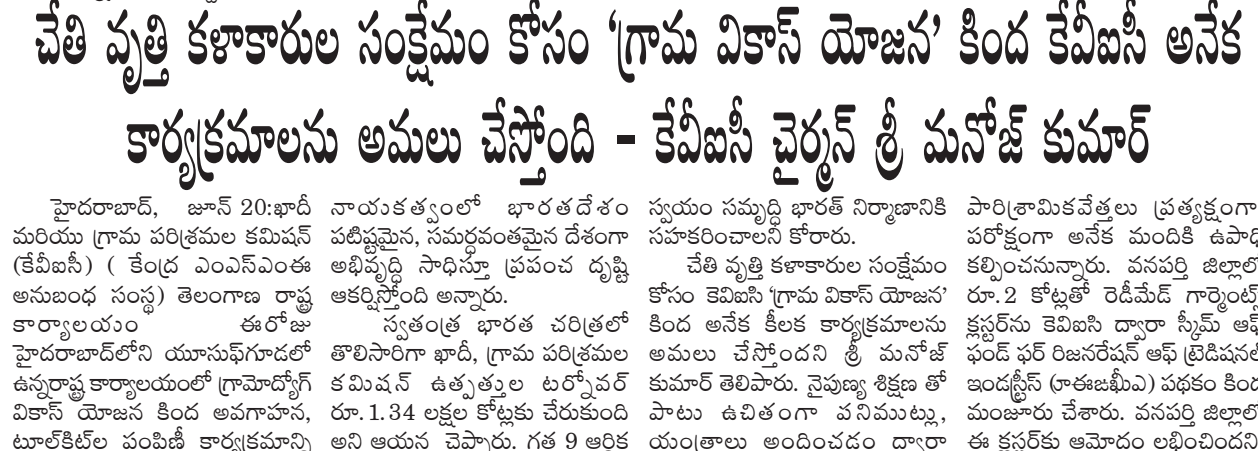 చేతి వృత్తి కళాకారుల సంక్షేమం కోసం ‘గ్రామ వికాస్ యోజన’ కింద కేవీఐసీ అనేక
కార్యక్రమాలను అమలు చేస్తోంది - కేవీఐసీ చైర్మన్ శ్రీ మనోజ్ కుమార్
హైదరాబాద్, జూన్ 20:ఖాదీ
మరియు గ్రామ పరిశ్రమల కమిషన్
(కేవీఐసీ) ( కేంద్ర ఎంఎస్ఎంఈ
అనుబంధ సంస్థ) తెలంగాణ రాష్ట్ర
కార్యాలయం ఈరోజు
హైదరాబాద్‌లోని యూసుఫ్‌గూడలో
ఉన్నరాష్ట్ర కార్యాలయంలో గ్రామోద్యోగ్
వికాస్ యోజన కింద అవగాహన,
టూల్‌కిట్‌ల పంపిణీ కార్యక్రమాన్ని
నాయకత్వంలో భారతదేశం
పటిష్టమైన, సమర్ధవంతమైన దేశంగా
అభివృద్ధి సాధిస్తూ ప్రపంచ దృష్టి
ఆకర్షిస్తోంది అన్నారు.
స్వతంత్ర భారత చరిత్రలో
తొలిసారిగా ఖాదీ, గ్రామ పరిశ్రమల
కమిషన్ ఉత్పత్తుల టర్నోవర్
రూ.1.34 లక్షల కోట్లకు చేరుకుంది
అని ఆయన చెప్పారు. గత 9 ఆర్థిక
స్వయం సమృద్ధి భారత్ నిర్మాణానికి
సహకరించాలని కోరారు.
చేతి వృత్తి కళాకారుల సంక్షేమం
కోసం కెవిఐసి ‘గ్రామ వికాస్ యోజన’
కింద అనేక కీలక కార్యక్రమాలను
అమలు చేస్తోందని శ్రీ మనోజ్
కుమార్ తెలిపారు. నైపుణ్య శిక్షణ తో
పాటు ఉచితంగా పనిముట్లు,
యంత్రాలు అందించడం ద్వారా
పారిశ్రామికవేత్తలు ప్రత్యక్షంగా
పరోక్షంగా అనేక మందికి ఉపాధి
కల్పించనున్నారు. వనపర్తి జిల్లాలో
రూ.2 కోట్లతో రెడీమేడ్ గార్మెంట్
క్లస్టర్‌ను కెవిఐసి ద్వారా స్కీమ్ ఆఫ్
ఫండ్ ఫర్ రిజనరేషన్ ఆఫ్ ట్రెడిషనల్
ఇండస్ట్రీస్ (ూఈఙఖీఎ) పథకం కింద
మంజూరు చేశారు. వనపర్తి జిల్లాలో
ఈ క్లస్టర్‌కు ఆమోదం లభించిందని